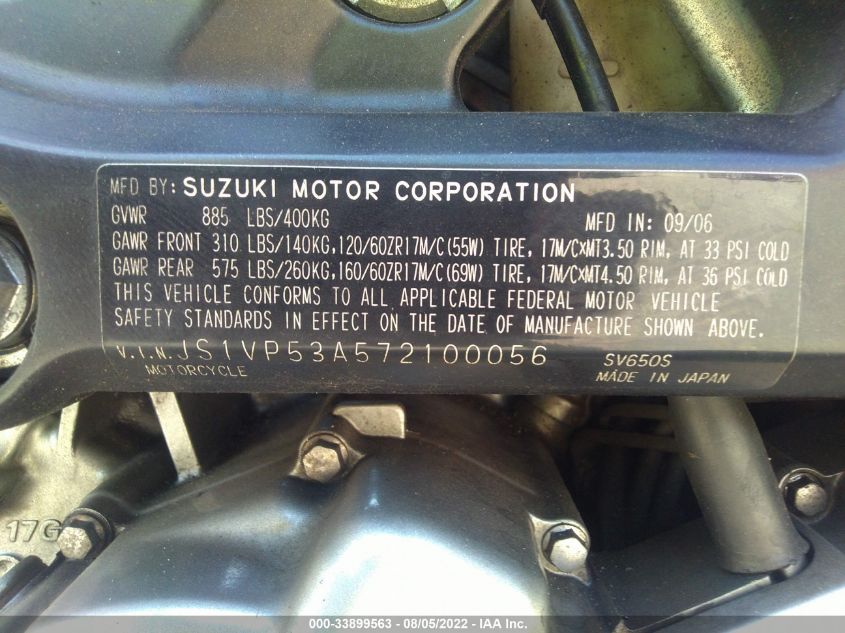 MFD BY: SUZUKI MOTOR CORPORATION
GVWR 885 LBS/400KG MFD IN: 09/06
GAWR FRONT 310 LBS/140KG,120/60ZR17M/C(55W) TIRE, 17M/C×MT3.50 RIM, AT 33 PSI COLD
GAWR REAR 575 LBS/260KG,160/60ZR17M/C(69W) TIRE, 17M/C×MT4.50 RIM, AT 36 PSI COLD
THIS VEHICLE CONFORMS TO ALL APPLICABLE FEDERAL MOTOR VEHICLE
SAFETY STANDARDS IN EFFECT ON THE DATE OF MANUFACTURE SHOWN ABOVE.
V.I.N. JS1VP53A572100056 SV650S
MOTORCYCLE MADE IN JAPAN
17G
000-33899563 - 08/05/2022 - IAA Inc.